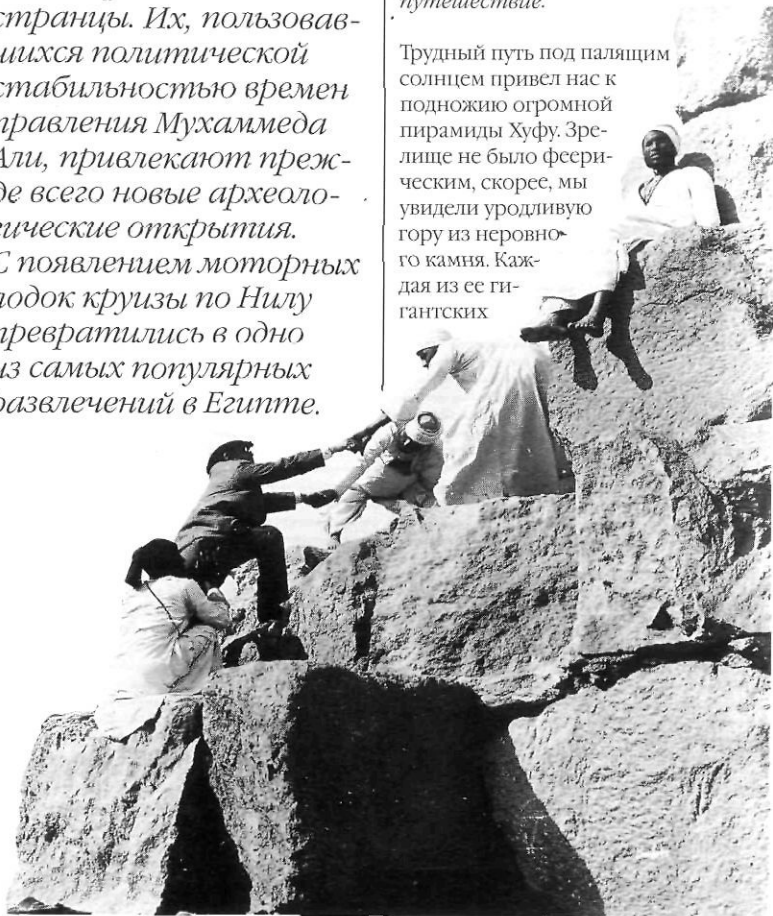 странцы. Их, пользовав-
шихся политической
стабильностью времен
правления Мухаммеда
Али, привлекают преж-
де всего новые археоло-
гические открытия.
С появлением моторных
лодок круизы по Нилу
превратились в одно
из самых популярных
развлечений в Египте.
путешествие.
Трудный путь под палящим
солнцем привел нас к
подножию огромной
пирамиды Хуфу. Зре-
лище не было феери-
ческим, скорее, мы
увидели уродливую
гору из неровно-
го камня. Каж-
дая из ее ги-
гантских